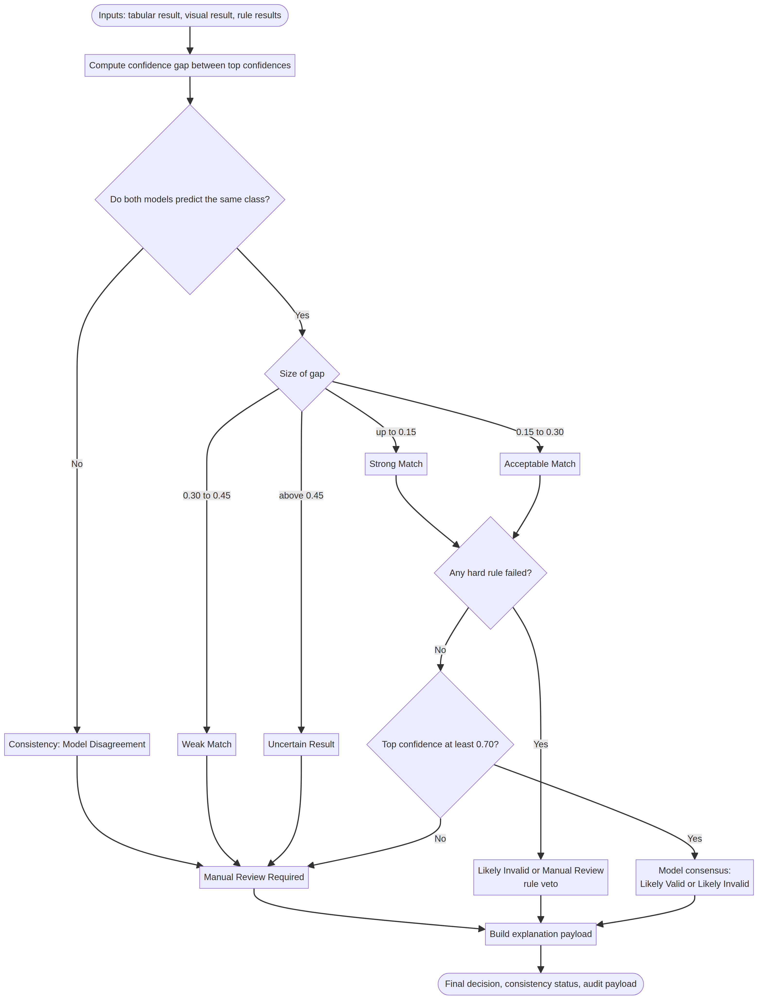 Inputs: tabular result, visual result, rule results
Compute confidence gap between top confidences
Do both models predict the same class?
Yes
Size of gap
up to 0.15
0.15 to 0.30
No
Strong Match
Acceptable Match
0.30 to 0.45
above 0.45
Any hard rule failed?
No
Consistency: Model Disagreement
Weak Match
Uncertain Result
Top confidence at least 0.70?
Yes
No
Yes
Manual Review Required
Likely Invalid or Manual Review
rule veto
Model consensus:
Likely Valid or Likely Invalid
Build explanation payload
Final decision, consistency status, audit payload